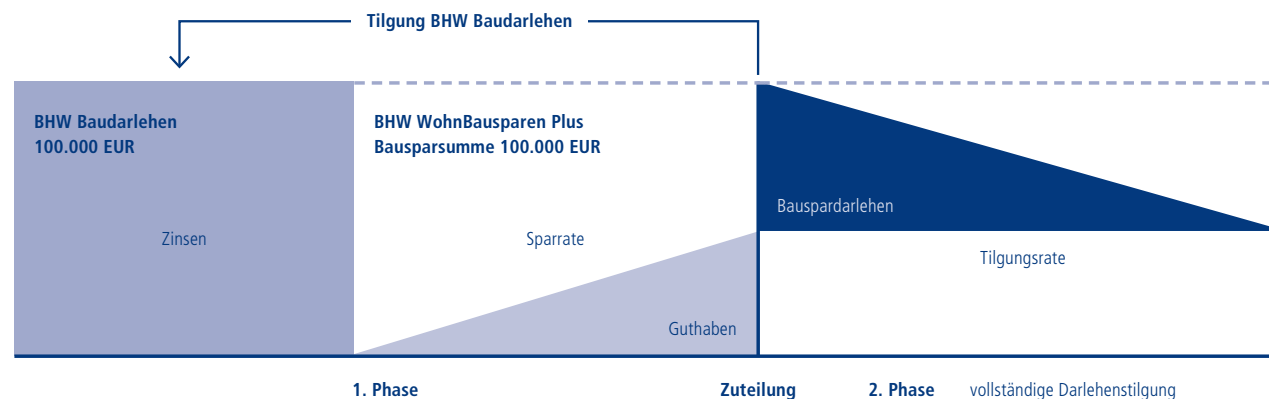 Tilgung BHW Baudarlehen
BHW Baudarlehen
100.000 EUR
BHW WohnBausparen Plus
Bausparsumme 100.000 EUR
Bauspardarlehen
Zinsen
Sparrate
Tilgungsrate
Guthaben
1. Phase
Zuteilung
2. Phase vollständige Darlehenstilgung